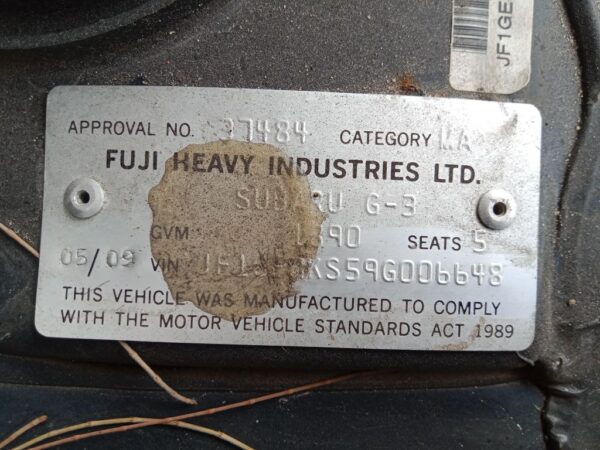 JF1GE
APPROVAL NO. 37484 CATEGORY MA
FUJI HEAVY INDUSTRIES LTD.
SUBARU G-3
GVM SEATS 5
05/09 VIN
THIS VEHICLE WAS MANUFACTURED TO COMPLY
WITH THE MOTOR VEHICLE STANDARDS ACT 1989